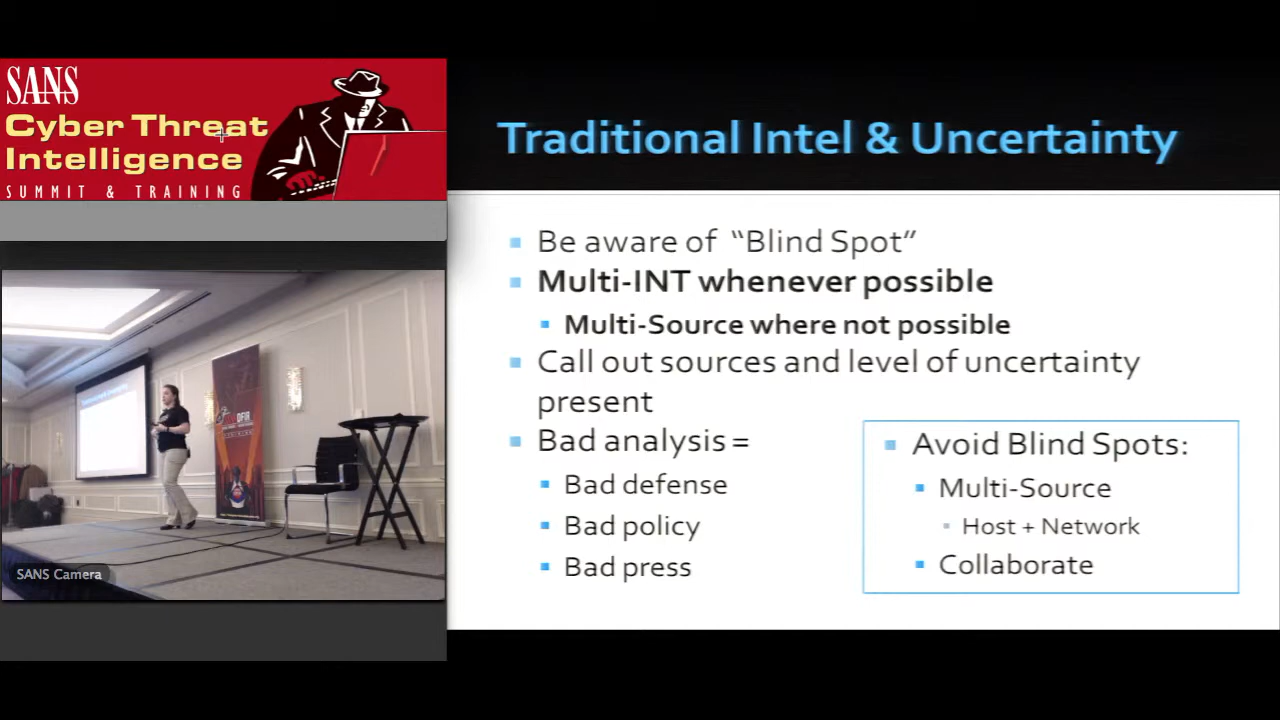 SANS
Cyber Threat
Intelligence
SUMMIT & TRAINING
Traditional Intel & Uncertainty
Be aware of “Blind Spot”
Multi-INT whenever possible
Multi-Source where not possible
Call out sources and level of uncertainty
present
Bad analysis =
Bad defense
Bad policy
Bad press
Avoid Blind Spots:
Multi-Source
Host + Network
Collaborate
DFIR
SANS Camera